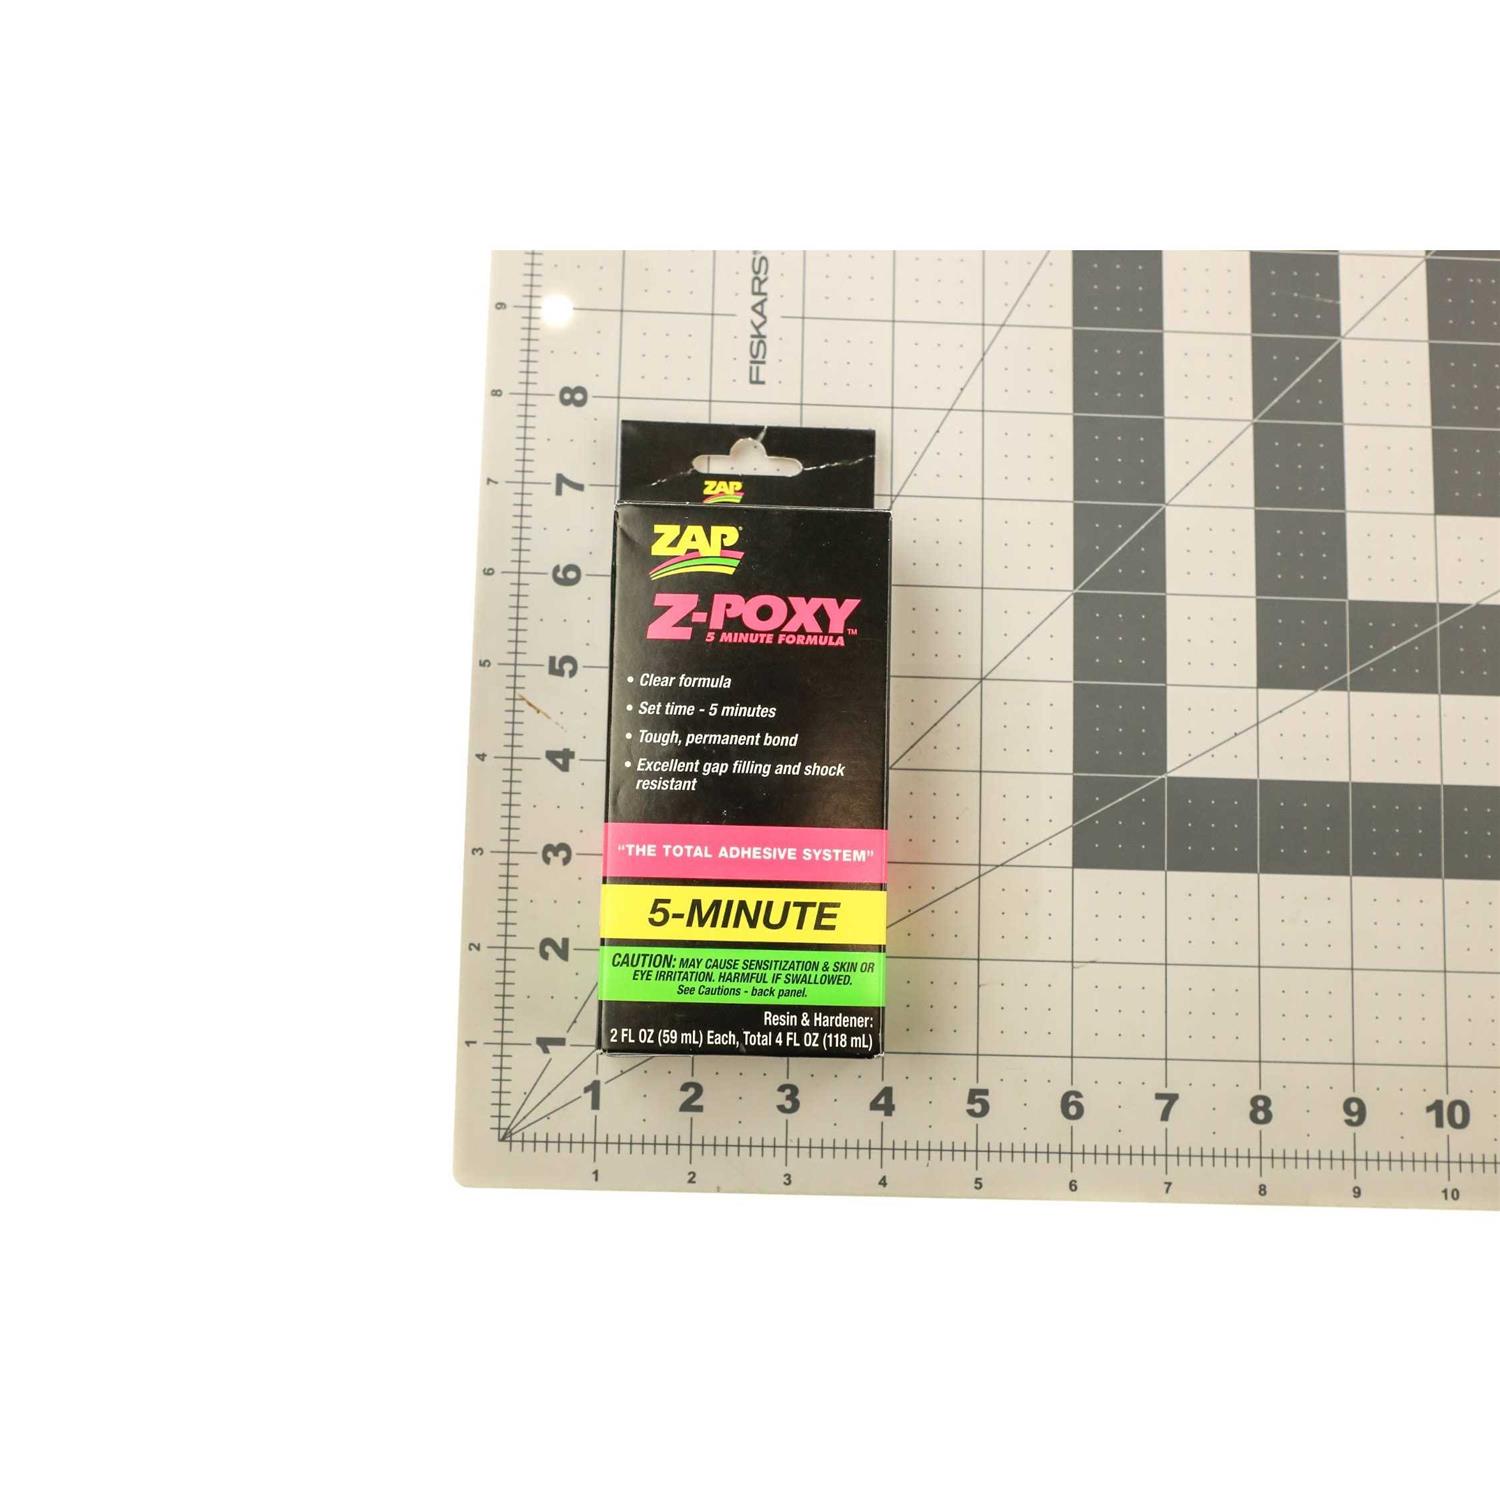 FISKARS
9
8
8
7
7
6
6
5
5
4
4
3
3
2
2
1
1
ZAP
ZAP
Z-POXY™
5 MINUTE FORMULA
• Clear formula
• Set time - 5 minutes
• Tough, permanent bond
• Excellent gap filling and shock
resistant
"THE TOTAL ADHESIVE SYSTEM"
5-MINUTE
CAUTION: MAY CAUSE SENSITIZATION & SKIN OR
EYE IRRITATION. HARMFUL IF SWALLOWED.
See Cautions - back panel.
Resin & Hardener:
2 FL OZ (59 mL) Each, Total 4 FL OZ (118 mL)
1 2 3 4 5 6 7 8 9 10
1 2 3 4 5 6 7 8 9 10